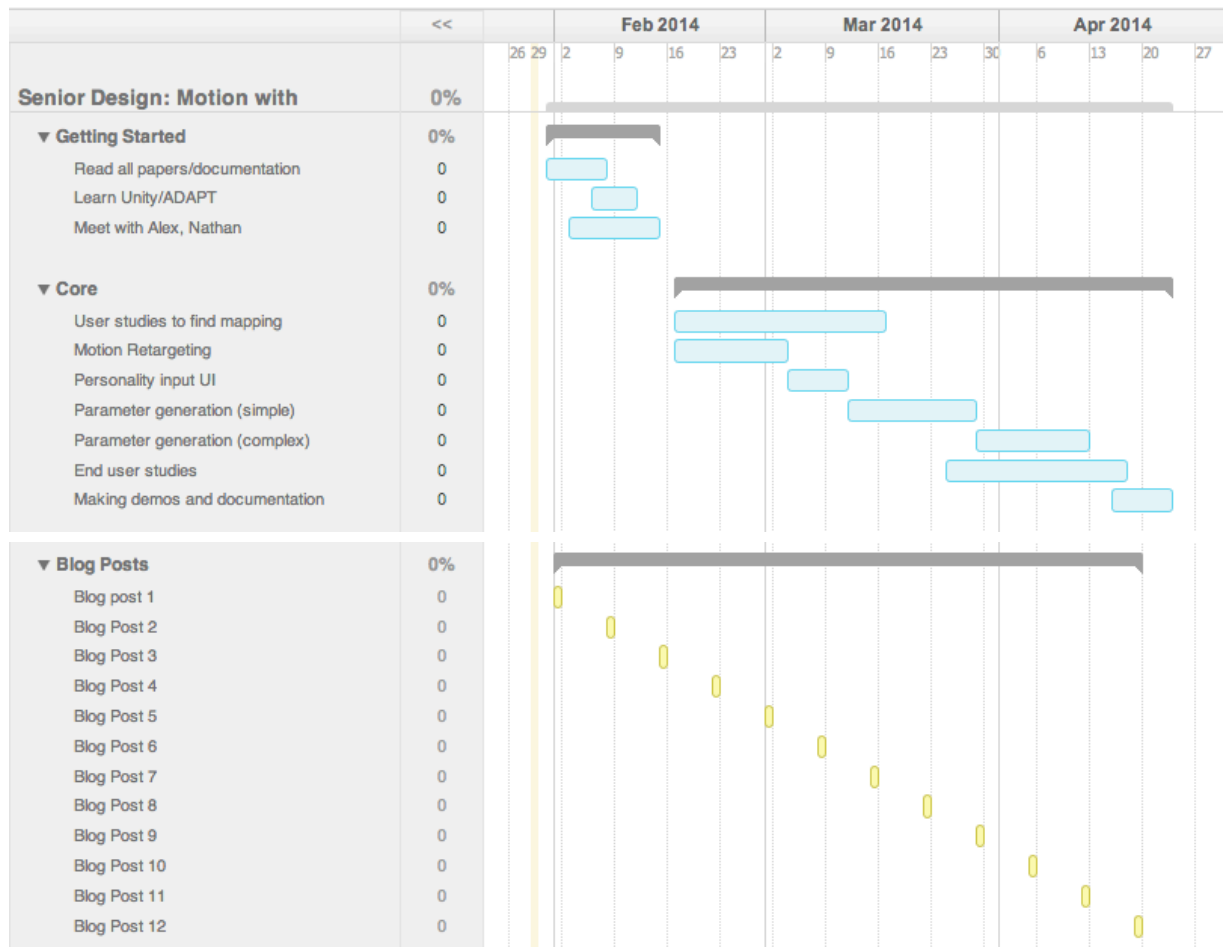 << Feb 2014 Mar 2014 Apr 2014
26 29 2 9 16 23 2 9 16 23 30 6 13 20 27
Senior Design: Motion with 0%
▼ Getting Started 0%
Read all papers/documentation 0
Learn Unity/ADAPT 0
Meet with Alex, Nathan 0
▼ Core 0%
User studies to find mapping 0
Motion Retargeting 0
Personality input UI 0
Parameter generation (simple) 0
Parameter generation (complex) 0
End user studies 0
Making demos and documentation 0
▼ Blog Posts 0%
Blog post 1 0
Blog Post 2 0
Blog Post 3 0
Blog Post 4 0
Blog Post 5 0
Blog Post 6 0
Blog Post 7 0
Blog Post 8 0
Blog Post 9 0
Blog Post 10 0
Blog Post 11 0
Blog Post 12 0